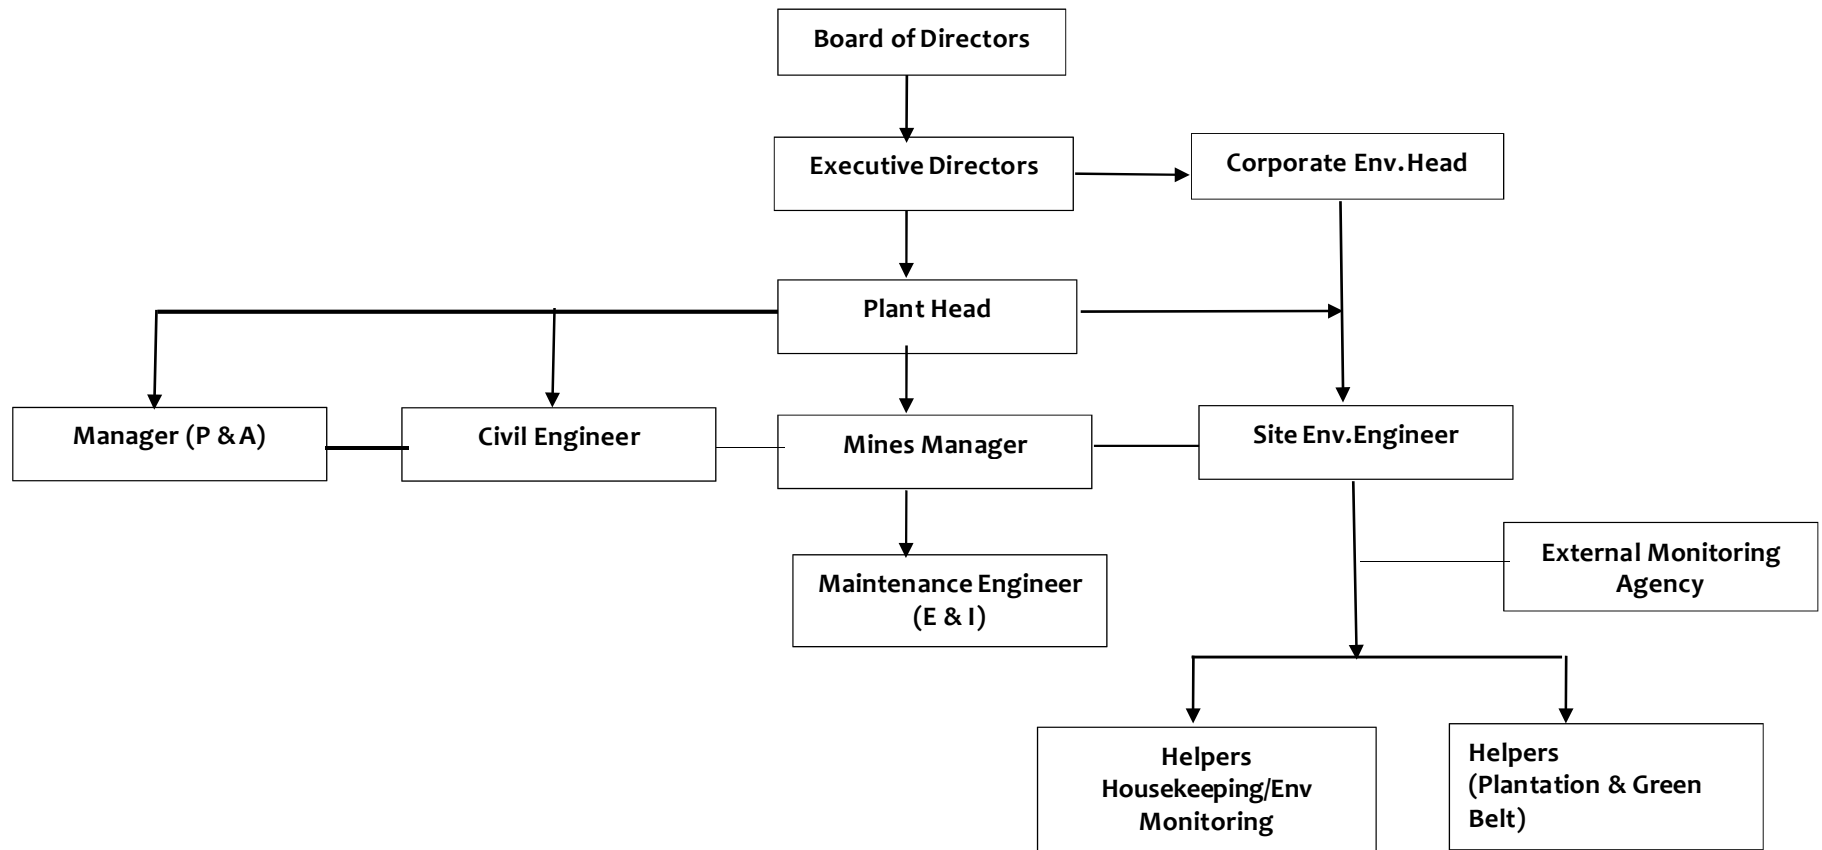 Board of Directors
Executive Directors
Corporate Env.Head
Plant Head
Manager (P & A)
Civil Engineer
Mines Manager
Site Env.Engineer
External Monitoring
Agency
Maintenance Engineer
(E & I)
Helpers
Housekeeping/Env
Monitoring
Helpers
(Plantation & Green
Belt)